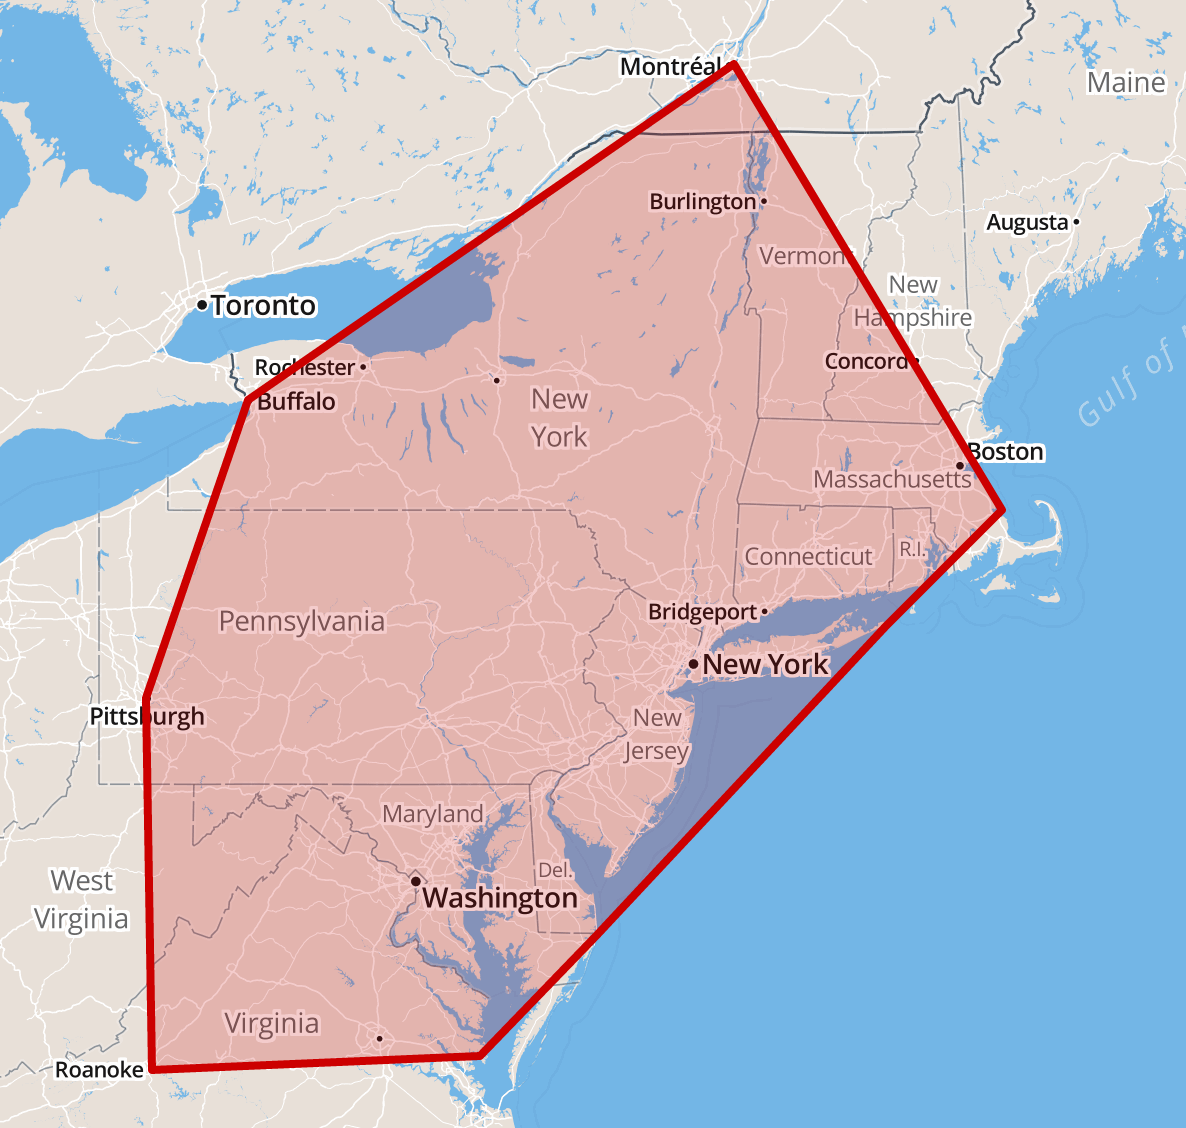 Montréal
Maine
Burlington
Augusta
Vermont
New
Hampshire
Toronto
Gulf of
Rochester
Concord
Buffalo
New
York
Boston
Massachusetts
Connecticut
R.I.
Bridgeport
Pennsylvania
New York
Pittsburgh
New
Jersey
Maryland
Del.
West
Virginia
Washington
Virginia
Roanoke